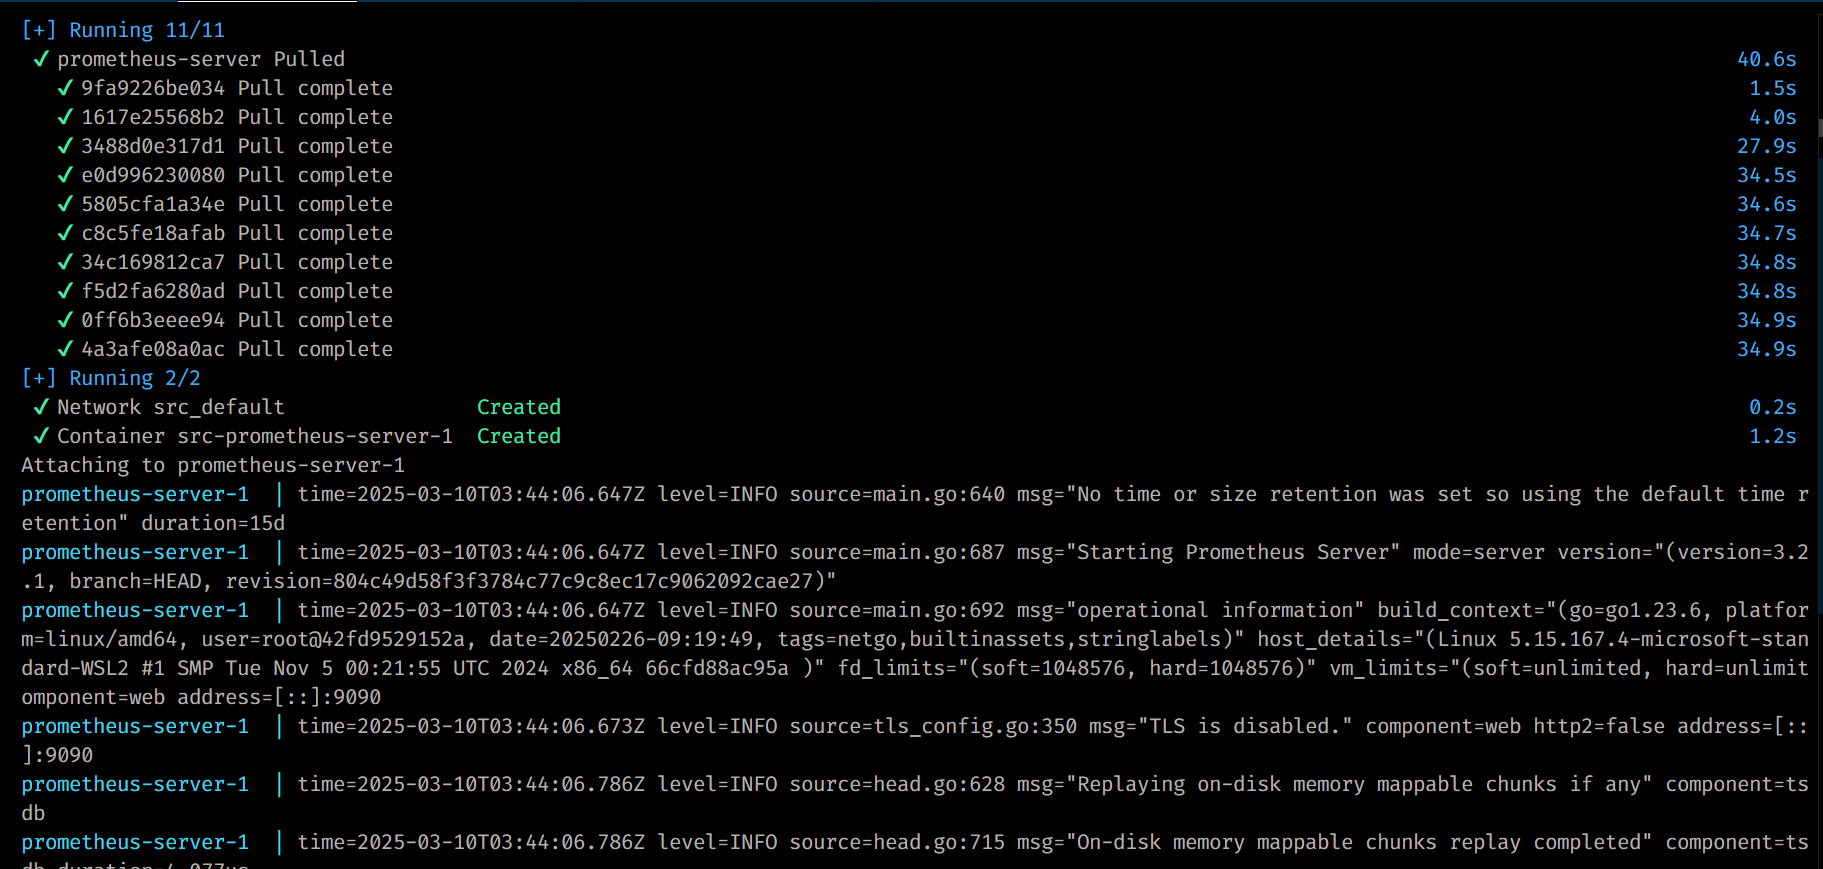 [+] Running 11/11
✔ prometheus-server Pulled 40.6s
✔ 9fa9226be034 Pull complete 1.5s
✔ 1617e25568b2 Pull complete 4.0s
✔ 3488d0e317d1 Pull complete 27.9s
✔ e0d996230080 Pull complete 34.5s
✔ 5805cfa1a34e Pull complete 34.6s
✔ c8c5fe18afab Pull complete 34.7s
✔ 34c169812ca7 Pull complete 34.8s
✔ f5d2fa6280ad Pull complete 34.8s
✔ 0ff6b3eeee94 Pull complete 34.9s
✔ 4a3afe08a0ac Pull complete 34.9s
[+] Running 2/2
✔ Network src_default Created 0.2s
✔ Container src-prometheus-server-1 Created 1.2s
Attaching to prometheus-server-1
prometheus-server-1 | time=2025-03-10T03:44:06.647Z level=INFO source=main.go:640 msg="No time or size retention was set so using the default time r
etention" duration=15d
prometheus-server-1 | time=2025-03-10T03:44:06.647Z level=INFO source=main.go:687 msg="Starting Prometheus Server" mode=server version="(version=3.2
.1, branch=HEAD, revision=804c49d58f3f3784c77c9c8ec17c9062092cae27)"
prometheus-server-1 | time=2025-03-10T03:44:06.647Z level=INFO source=main.go:692 msg="operational information" build_context="(go=go1.23.6, platfor
m=linux/amd64, user=root@42fd9529152a, date=20250226-09:19:49, tags=netgo,builtinassets,stringlabels)" host_details="(Linux 5.15.167.4-microsoft-stan
dard-WSL2 #1 SMP Tue Nov 5 00:21:55 UTC 2024 x86_64 66cfd88ac95a )" fd_limits="(soft=1048576, hard=1048576)" vm_limits="(soft=unlimited, hard=unlimit
omponent=web address=[::]:9090
prometheus-server-1 | time=2025-03-10T03:44:06.673Z level=INFO source=tls_config.go:350 msg="TLS is disabled." component=web http2=false address=[::
]:9090
prometheus-server-1 | time=2025-03-10T03:44:06.786Z level=INFO source=head.go:628 msg="Replaying on-disk memory mappable chunks if any" component=ts
db
prometheus-server-1 | time=2025-03-10T03:44:06.786Z level=INFO source=head.go:715 msg="On-disk memory mappable chunks replay completed" component=ts